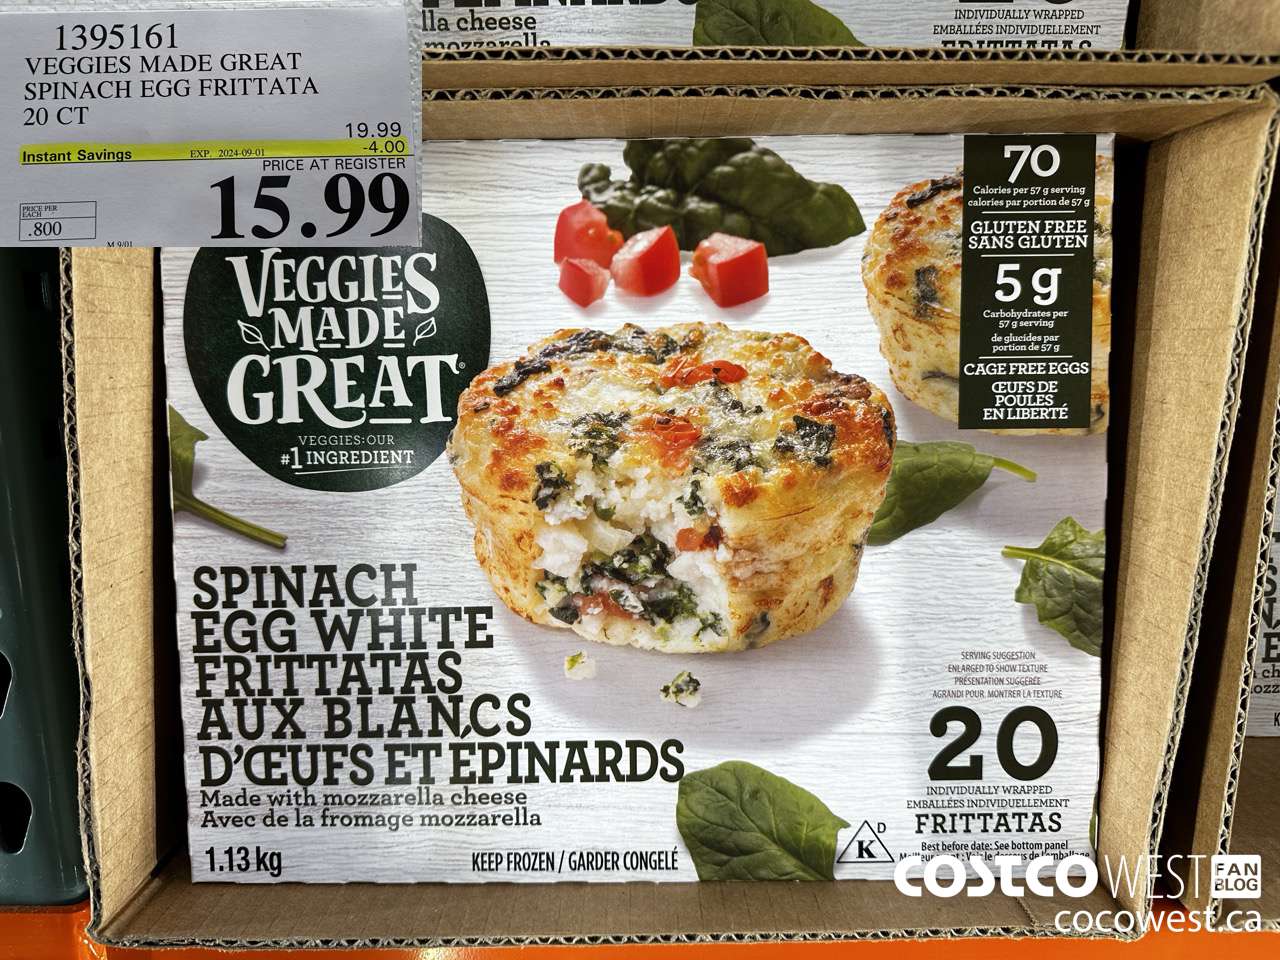 1395161
VEGGIES MADE GREAT
SPINACH EGG FRITTATA
20 CT
19.99
Instant Savings EXP. 2024-09-01 -4.00
PRICE AT REGISTER
15.99
PRICE PER
EACH
.800
M 9/01
lla cheese
mozzarella
INDIVIDUALLY WRAPPED
EMBALLÉES INDIVIDUELLEMENT
FRITTATAS
VEGGIES
MADE
GREAT®
VEGGIES: OUR
#1 INGREDIENT
70
Calories per 57 g serving
calories par portion de 57 g
GLUTEN FREE
SANS GLUTEN
5 g
Carbohydrates per
57 g serving
de glucides par
portion de 57 g
CAGE FREE EGGS
ŒUFS DE
POULES
EN LIBERTÉ
SPINACH
EGG WHITE
FRITTATAS
AUX BLANCS
D'ŒUFS ET ÉPINARDS
Made with mozzarella cheese
Avec de la fromage mozzarella
1.13 kg
KEEP FROZEN / GARDER CONGELÉ
SERVING SUGGESTION
ENLARGED TO SHOW TEXTURE
PRÉSENTATION SUGGÉRÉE
AGRANDI POUR MONTRER LA TEXTURE
20
INDIVIDUALLY WRAPPED
EMBALLÉES INDIVIDUELLEMENT
FRITTATAS
K D
Best before date: See bottom panel
COSTCO WEST FAN BLOG
cocowest.ca